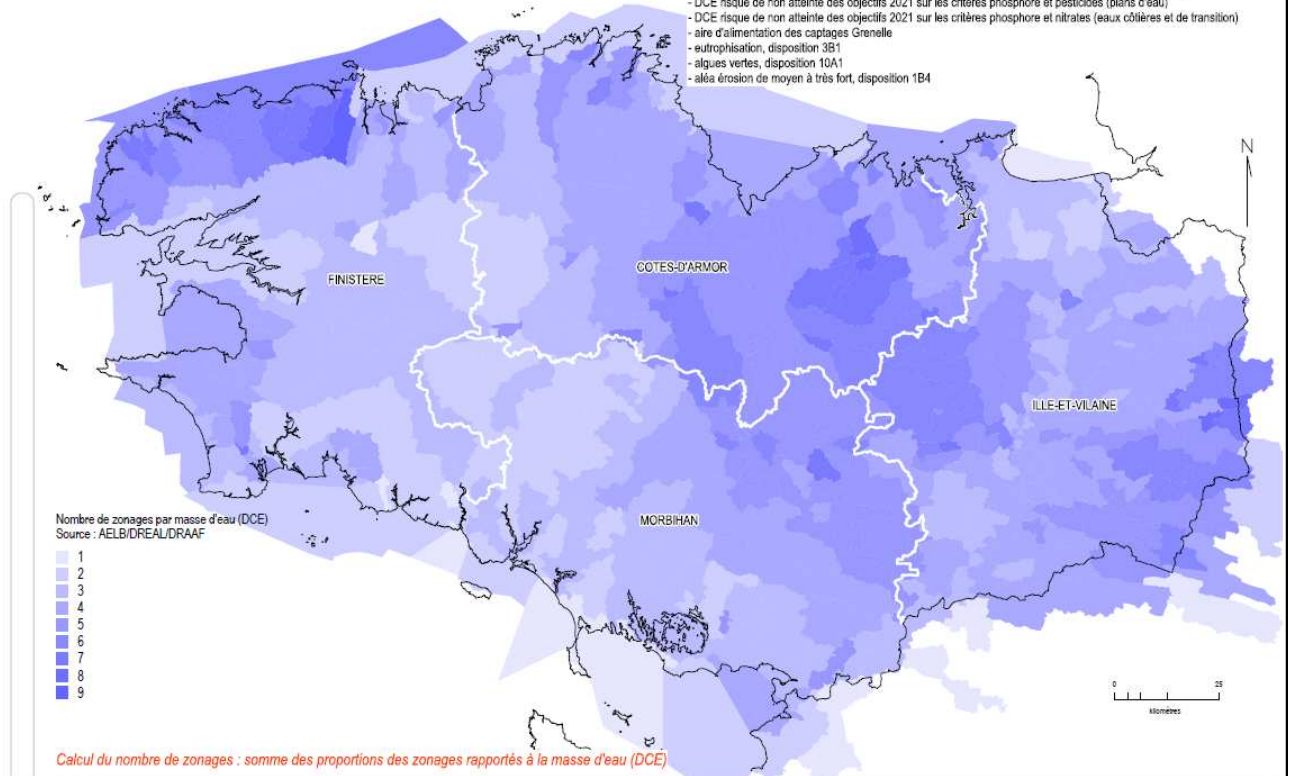 - DCE risque de non atteinte des objectifs 2021 sur les critères phosphore et pesticides (plans d'eau)
- DCE risque de non atteinte des objectifs 2021 sur les critères phosphore et nitrates (eaux côtières et de transition)
- aire d'alimentation des captages Grenelle
- eutrophisation, disposition 3B1
- algues vertes, disposition 10A1
- aléa érosion de moyen à très fort, disposition 1B4
N
FINISTERE
COTES-D'ARMOR
ILLE-ET-VILAINE
MORBIHAN
Nombre de zonages par masse d'eau (DCE)
Source : AELB/DREAL/DRAAF
1
2
3
4
5
6
7
8
9
0 25
kilomètres
Calcul du nombre de zonages : somme des proportions des zonages rapportés à la masse d'eau (DCE)